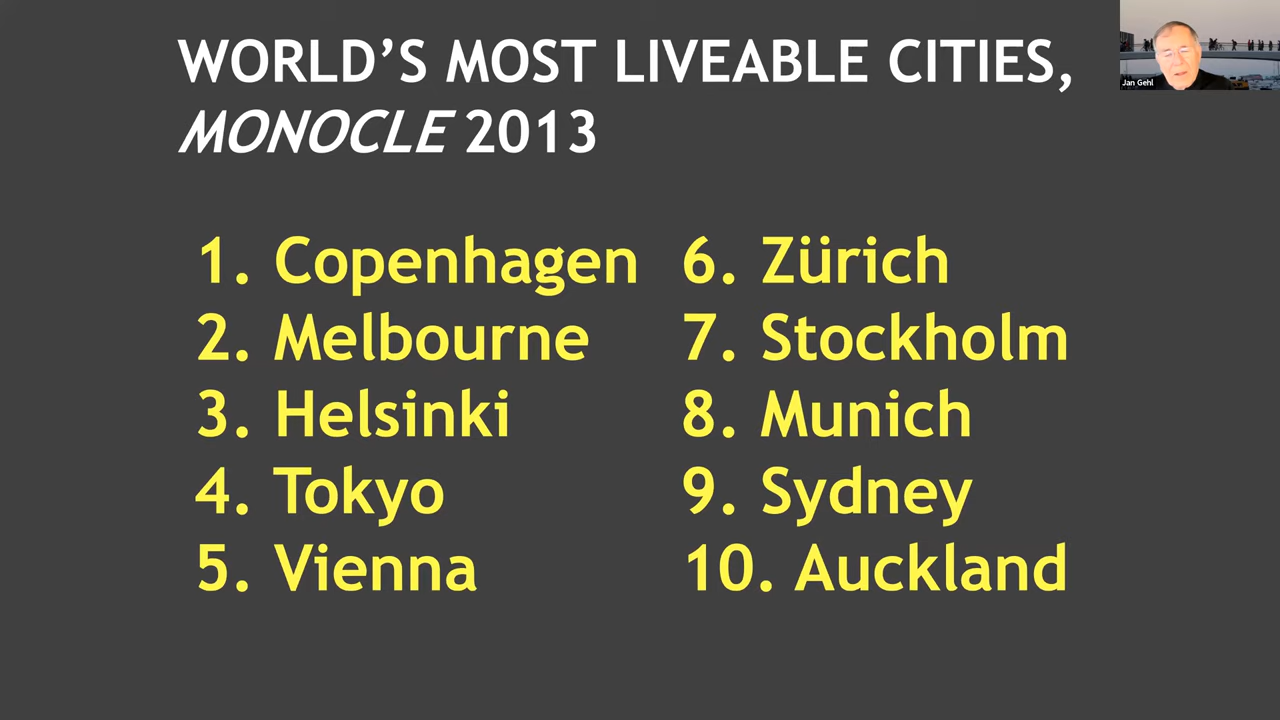 WORLD’S MOST LIVEABLE CITIES,
MONOCLE 2013
1. Copenhagen
2. Melbourne
3. Helsinki
4. Tokyo
5. Vienna
6. Zürich
7. Stockholm
8. Munich
9. Sydney
10. Auckland
Jan Gehl